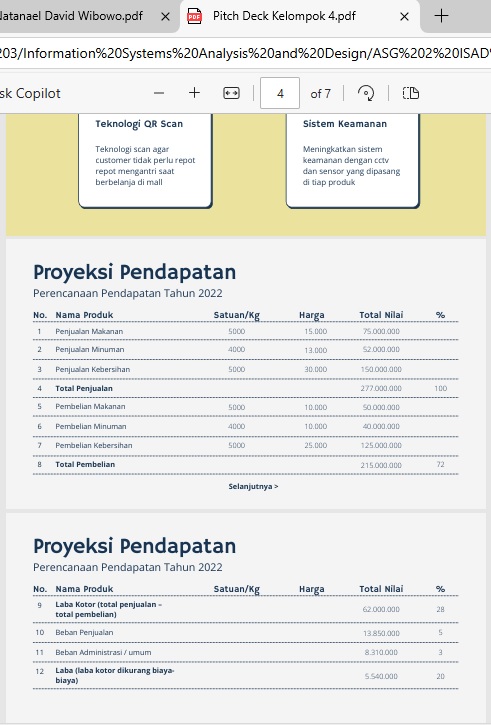 Natanael David Wibowo.pdf
Pitch Deck Kelompok 4.pdf
203/Information%20Systems%20Analysis%20and%20Design/ASG%202%20ISAD%
sk Copilot
4 of 7
Teknologi QR Scan
Teknologi scan agar
customer tidak perlu repot
repot mengantri saat
berbelanja di mall
Sistem Keamanan
Meningkatkan sistem
keamanan dengan cctv
dan sensor yang dipasang
di tiap produk
Proyeksi Pendapatan
Perencanaan Pendapatan Tahun 2022
No. Nama Produk Satuan/Kg Harga Total Nilai %
1 Penjualan Makanan 5000 15.000 75.000.000
2 Penjualan Minuman 4000 13.000 52.000.000
3 Penjualan Kebersihan 5000 30.000 150.000.000
4 Total Penjualan 277.000.000 100
5 Pembelian Makanan 5000 10.000 50.000.000
6 Pembelian Minuman 4000 10.000 40.000.000
7 Pembelian Kebersihan 5000 25.000 125.000.000
8 Total Pembelian 215.000.000 72
Selanjutnya >
Proyeksi Pendapatan
Perencanaan Pendapatan Tahun 2022
No. Nama Produk Satuan/Kg Harga Total Nilai %
9 Laba Kotor (total penjualan –
total pembelian) 62.000.000 28
10 Beban Penjualan 13.850.000 5
11 Beban Administrasi / umum 8.310.000 3
12 Laba (laba kotor dikurang biaya-
biaya) 5.540.000 20